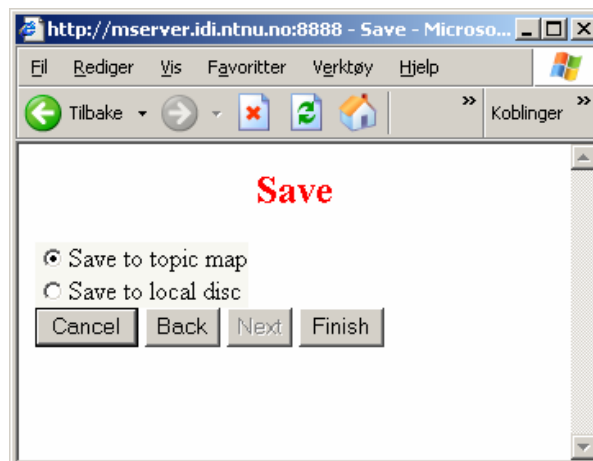 http://mserver.idi.ntnu.no:8888 - Save - Microso...
Fil Rediger Vis Favoritter Verktøy Hjelp
Tilbake » Koblinger »
Save
Save to topic map
Save to local disc
Cancel Back Next Finish